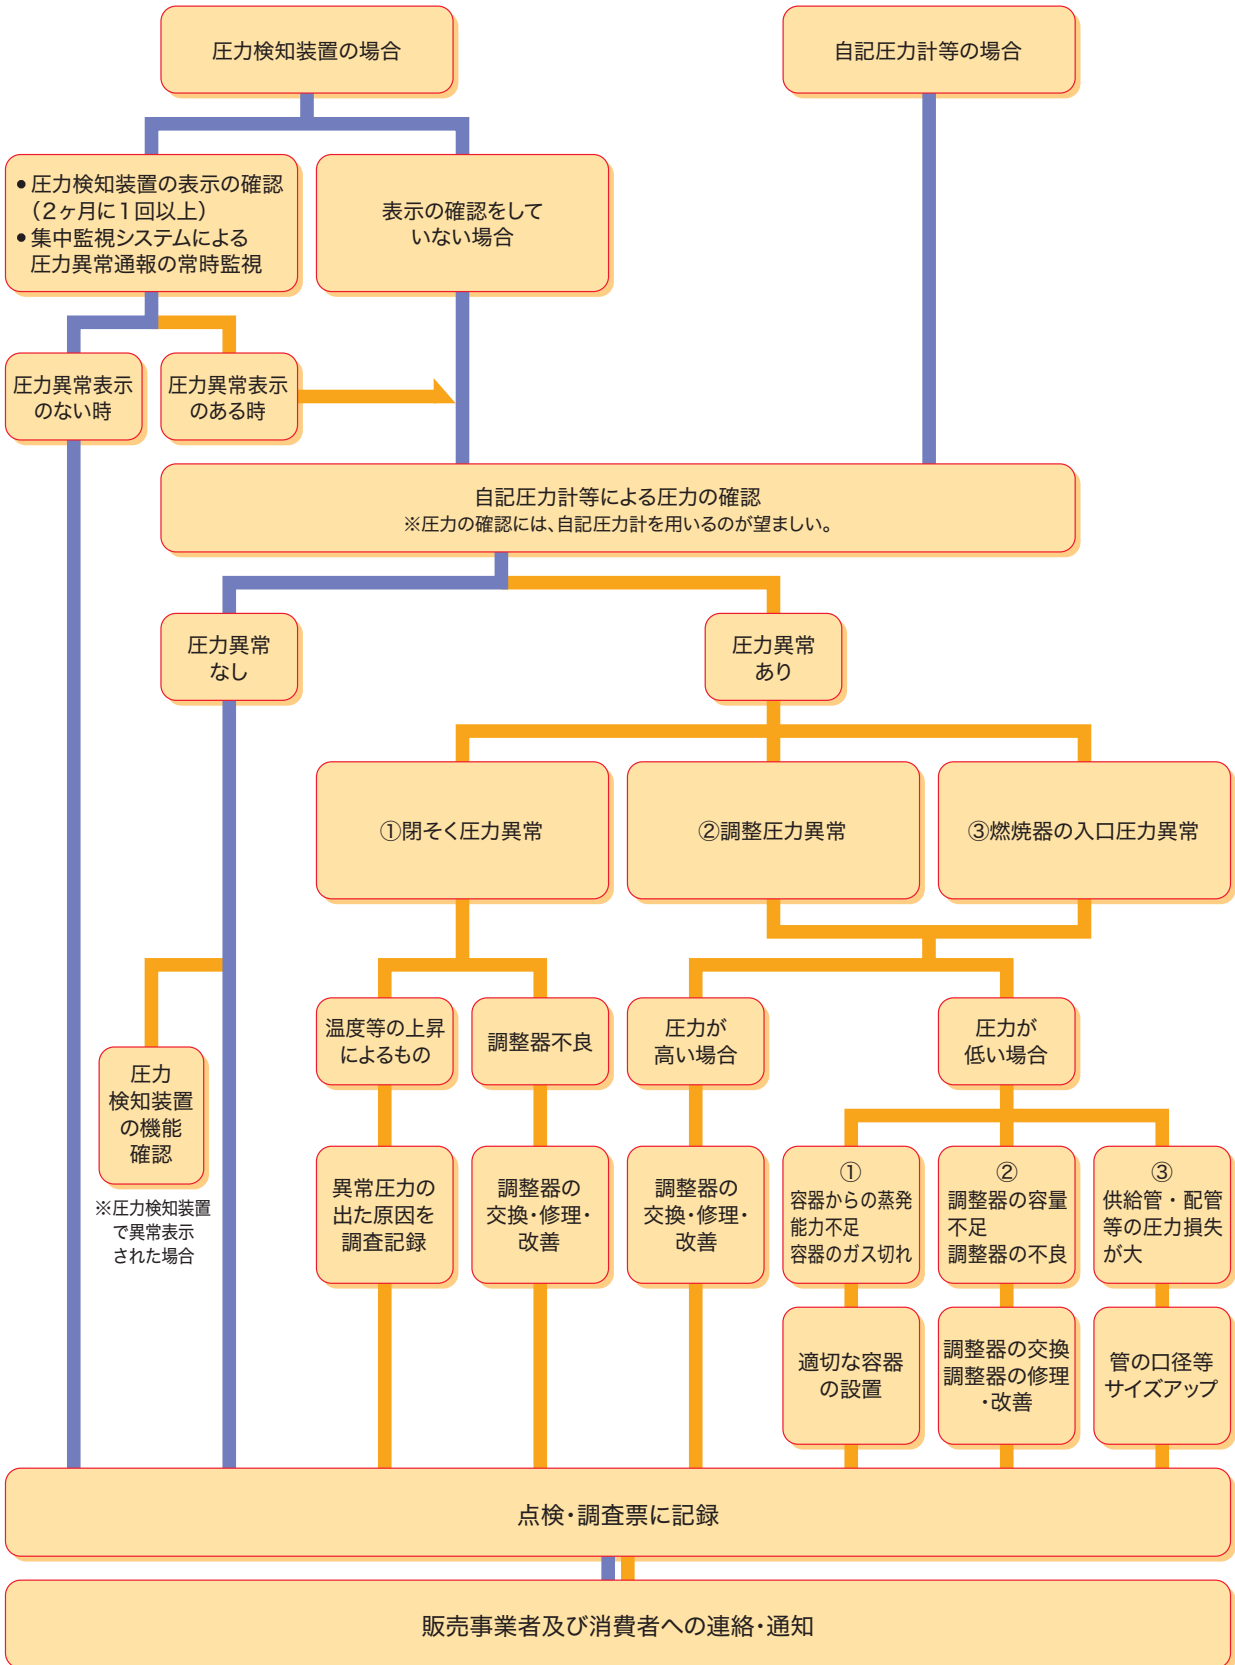 圧力検知装置の場合
自記圧力計等の場合
●圧力検知装置の表示の確認
（2ヶ月に1回以上）
●集中監視システムによる
圧力異常通報の常時監視
表示の確認をして
いない場合
圧力異常表示
のない時
圧力異常表示
のある時
自記圧力計等による圧力の確認
※圧力の確認には、自記圧力計を用いるのが望ましい。
圧力異常
なし
圧力異常
あり
①閉そく圧力異常
②調整圧力異常
③燃焼器の入口圧力異常
温度等の上昇
によるもの
調整器不良
圧力が
高い場合
圧力が
低い場合
圧力
検知装置
の機能
確認
※圧力検知装置
で異常表示
された場合
異常圧力の
出た原因を
調査記録
調整器の
交換・修理・
改善
調整器の
交換・修理・
改善
①
容器からの蒸発
能力不足
容器のガス切れ
②
調整器の容量
不足
調整器の不良
③
供給管・配管
等の圧力損失
が大
適切な容器
の設置
調整器の交換
調整器の修理
・改善
管の口径等
サイズアップ
点検・調査票に記録
販売事業者及び消費者への連絡・通知